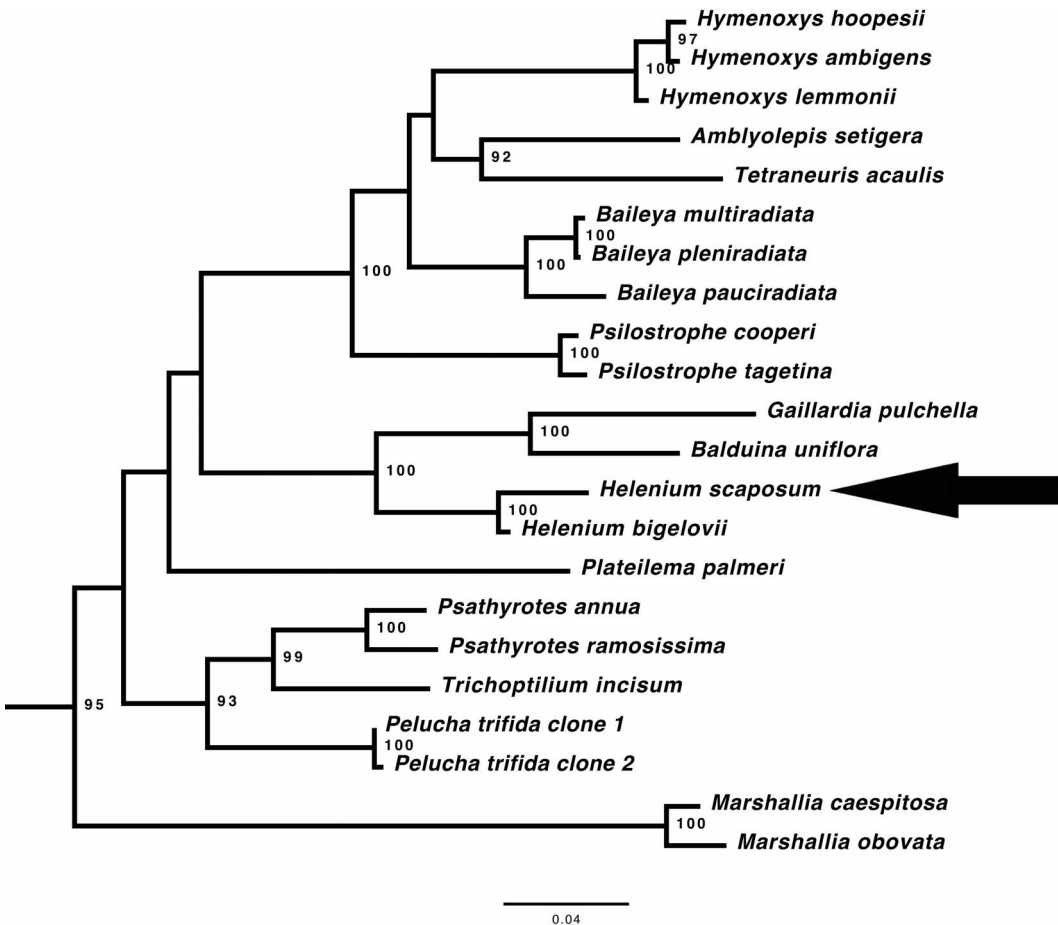 Hymenoxys hoopesii
97
Hymenoxys ambigens
100
Hymenoxys lemmonii
Amblyolepis setigera
92
Tetraneuris acaulis
Baileya multiradiata
100
Baileya pleniradiata
100
100
Baileya pauciradiata
Psilostrophe cooperi
100
Psilostrophe tagetina
Gaillardia pulchella
100
Balduina uniflora
100
Helenium scaposum
100
Helenium bigelovii
Plateilema palmeri
Psathyrotes annua
100
Psathyrotes ramosissima
99
Trichoptilium incisum
95
93
Pelucha trifida clone 1
100
Pelucha trifida clone 2
Marshallia caespitosa
100
Marshallia obovata
0.04